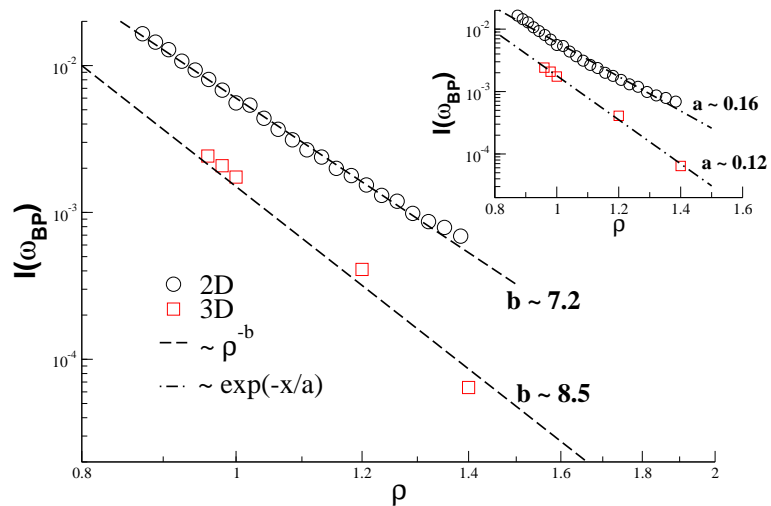 10^-2
10^-3
10^-4
I(ω_BP)
0.8 1 1.2 1.4 1.6 1.8 2
ρ
2D
3D
~ ρ^-b
~ exp(-x/a)
b ~ 7.2
b ~ 8.5
10^-2
10^-3
10^-4
I(ω_BP)
0.8 1 1.2 1.4 1.6
ρ
a ~ 0.16
a ~ 0.12